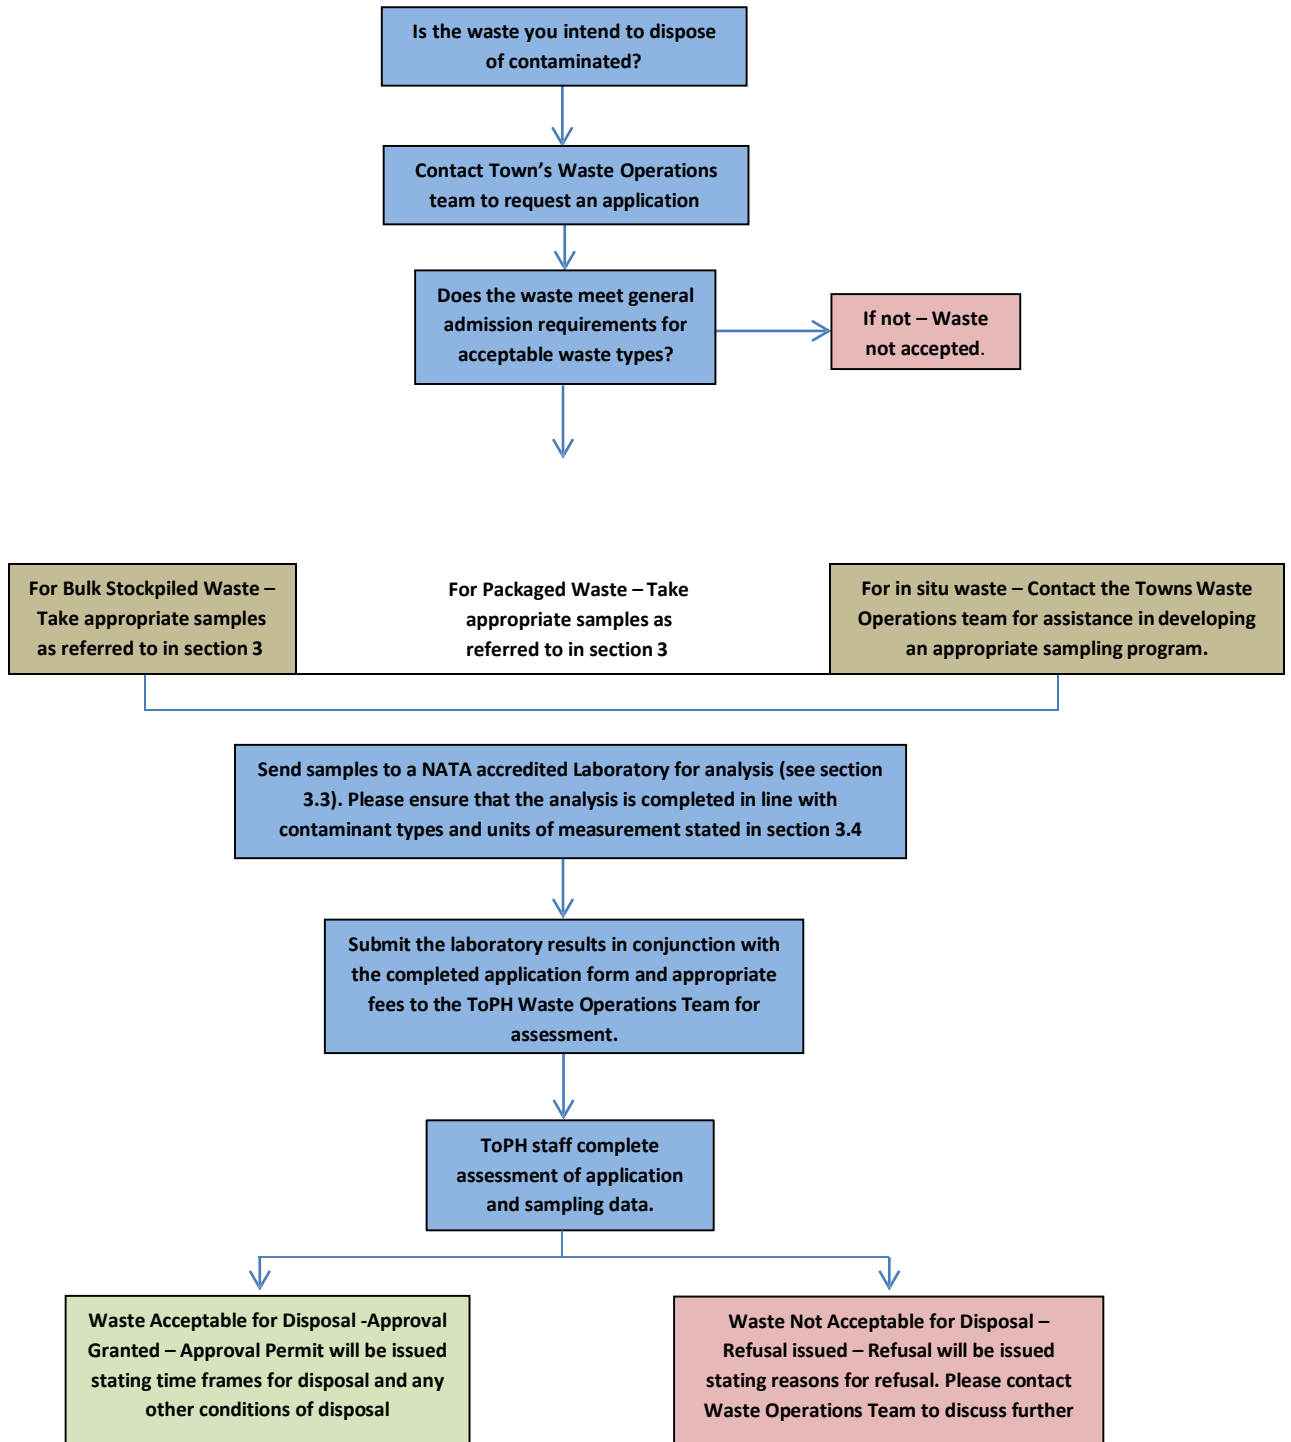 Is the waste you intend to dispose
of contaminated?
Contact Town’s Waste Operations
team to request an application
Does the waste meet general
admission requirements for
acceptable waste types?
If not – Waste
not accepted.
For Bulk Stockpiled Waste –
Take appropriate samples
as referred to in section 3
For Packaged Waste – Take
appropriate samples as
referred to in section 3
For in situ waste – Contact the Towns Waste
Operations team for assistance in developing
an appropriate sampling program.
Send samples to a NATA accredited Laboratory for analysis (see section
3.3). Please ensure that the analysis is completed in line with
contaminant types and units of measurement stated in section 3.4
Submit the laboratory results in conjunction with
the completed application form and appropriate
fees to the ToPH Waste Operations Team for
assessment.
ToPH staff complete
assessment of application
and sampling data.
Waste Acceptable for Disposal -Approval
Granted – Approval Permit will be issued
stating time frames for disposal and any
other conditions of disposal
Waste Not Acceptable for Disposal –
Refusal issued – Refusal will be issued
stating reasons for refusal. Please contact
Waste Operations Team to discuss further